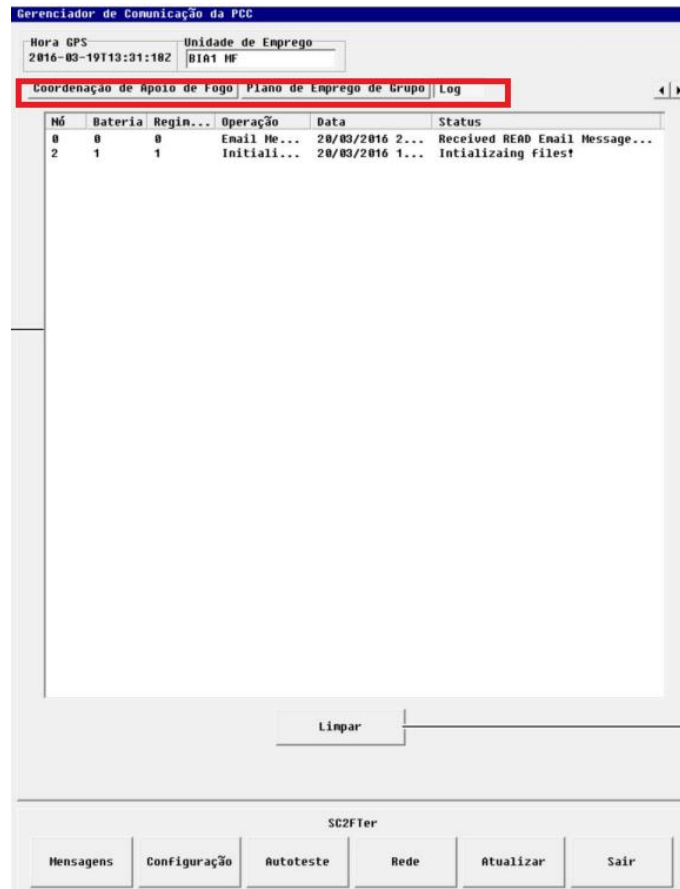 Gerenciador de Comunicação da PCC
Hora GPS Unidade de Emprego
2016-03-19T13:31:18Z BIA1 MF
Coordenação de Apoio de Fogo Plano de Emprego de Grupo Log
Nó Bateria Regim... Operação Data Status
0 0 0 Email Me... 20/03/2016 2... Received READ Email Message...
2 1 1 Initiali... 20/03/2016 1... Intializaing files!
Limpar
SC2FTer
Mensagens Configuração Autoteste Rede Atualizar Sair